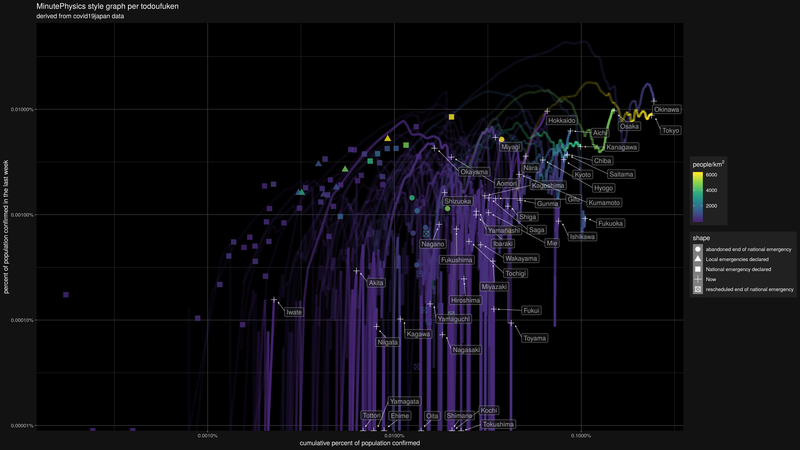 MinutePhysics style graph per todoufuken
derived from covid19japan data
percent of population confirmed in the last week
0.01000%
0.00100%
0.00010%
0.00001%
Okinawa
Hokkaido
Osaka
Tokyo
Aichi
Miyagi
Kanagawa
Chiba
Nara
Okayama
Kyoto
Saitama
Aomori
Kagoshima
Hyogo
Shizuoka
Gifu
Kumamoto
Gunma
Shiga
Fukuoka
Yamanashi
Saga
Ishikawa
Nagano
Ibaraki
Mie
Fukushima
Wakayama
Tochigi
Akita
Miyazaki
Hiroshima
Iwate
Fukui
Yamaguchi
Kagawa
Niigata
Toyama
Nagasaki
Yamagata
Kochi
Tottori
Ehime
Oita
Shimane
Tokushima
0.0010%
0.0100%
0.1000%
cumulative percent of population confirmed
people/km²
6000
4000
2000
shape
abandoned end of national emergency
Local emergencies declared
National emergency declared
Now
rescheduled end of national emergency